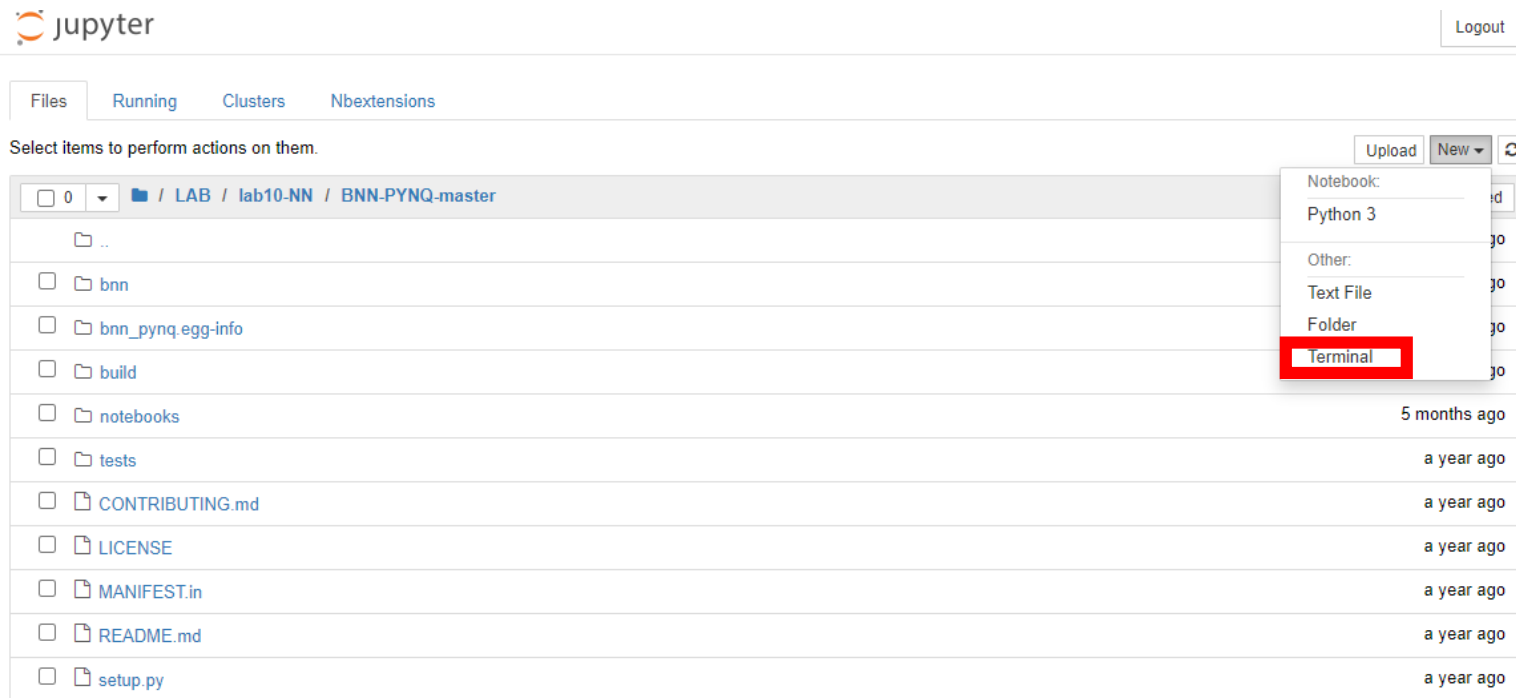 jupyter
Logout
Files Running Clusters Nbextensions
Select items to perform actions on them.
Upload New
0 / LAB / lab10-NN / BNN-PYNQ-master
Notebook:
Python 3
Other:
Text File
Folder
Terminal
..
bnn
bnn_pynq.egg-info
build
notebooks 5 months ago
tests a year ago
CONTRIBUTING.md a year ago
LICENSE a year ago
MANIFEST.in a year ago
README.md a year ago
setup.py a year ago